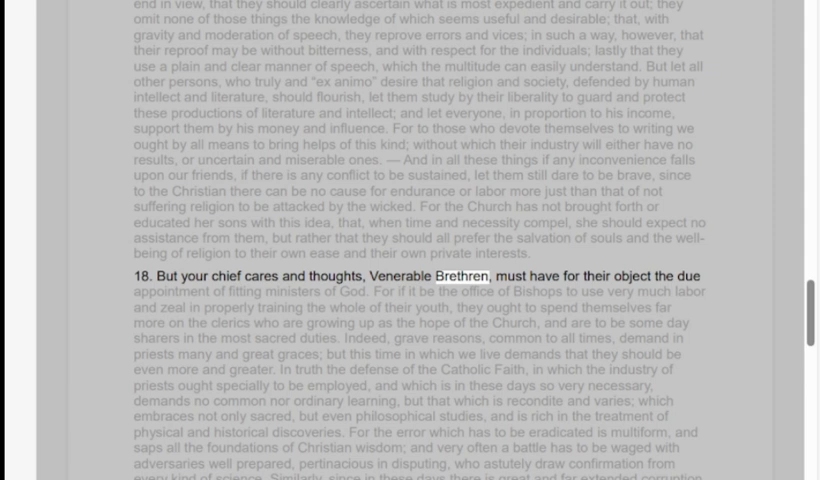 end in view, that they should clearly ascertain what is most expedient and carry it out; they
omit none of those things the knowledge of which seems useful and desirable; that, with
gravity and moderation of speech, they reprove errors and vices; in such a way, however, that
their reproof may be without bitterness, and with respect for the individuals; lastly that they
use a plain and clear manner of speech, which the multitude can easily understand. But let all
other persons, who truly and "ex animo" desire that religion and society, defended by human
intellect and literature, should flourish, let them study by their liberality to guard and protect
these productions of literature and intellect; and let everyone, in proportion to his income,
support them by his money and influence. For to those who devote themselves to writing we
ought by all means to bring helps of this kind; without which their industry will either have no
results, or uncertain and miserable ones. — And in all these things if any inconvenience falls
upon our friends, if there is any conflict to be sustained, let them still dare to be brave, since
to the Christian there can be no cause for endurance or labor more just than that of not
suffering religion to be attacked by the wicked. For the Church has not brought forth or
educated her sons with this idea, that, when time and necessity compel, she should expect no
assistance from them, but rather that they should all prefer the salvation of souls and the well-
being of religion to their own ease and their own private interests.
18. But your chief cares and thoughts, Venerable Brethren, must have for their object the due
appointment of fitting ministers of God. For if it be the office of Bishops to use very much labor
and zeal in properly training the whole of their youth, they ought to spend themselves far
more on the clerics who are growing up as the hope of the Church, and are to be some day
sharers in the most sacred duties. Indeed, grave reasons, common to all times, demand in
priests many and great graces; but this time in which we live demands that they should be
even more and greater. In truth the defense of the Catholic Faith, in which the industry of
priests ought specially to be employed, and which is in these days so very necessary,
demands no common nor ordinary learning, but that which is recondite and varies; which
embraces not only sacred, but even philosophical studies, and is rich in the treatment of
physical and historical discoveries. For the error which has to be eradicated is multiform, and
saps all the foundations of Christian wisdom; and very often a battle has to be waged with
adversaries well prepared, pertinacious in disputing, who astutely draw confirmation from
every kind of science. Similarly, since in these days there is great and far extended corruption